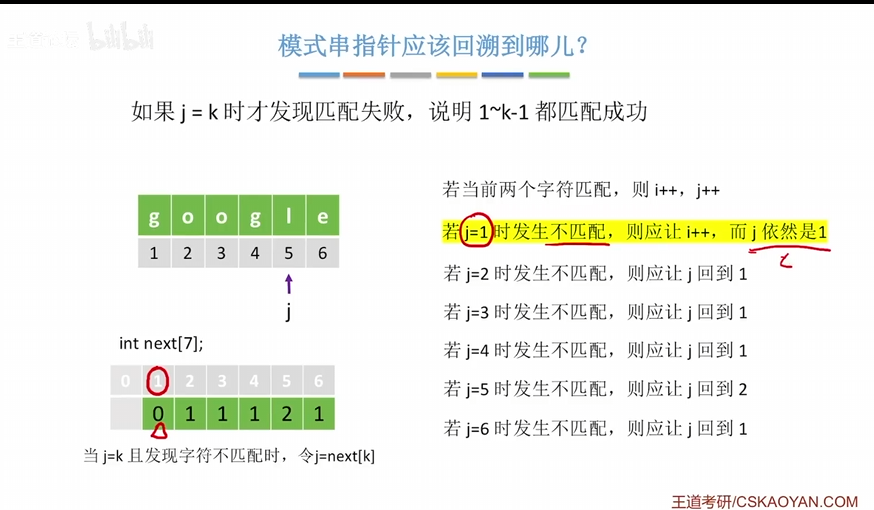 王道考研 bilibili
模式串指针应该回溯到哪儿?
如果 j = k 时才发现匹配失败，说明 1~k-1 都匹配成功
g o o g l e
1 2 3 4 5 6
j
int next[7];
0 1 2 3 4 5 6
0 1 1 1 2 1
当 j=k 且发现字符不匹配时，令j=next[k]
若当前两个字符匹配，则 i++，j++
若 j=1 时发生不匹配，则应让 i++，而 j 依然是1
若 j=2 时发生不匹配，则应让 j 回到 1
若 j=3 时发生不匹配，则应让 j 回到 1
若 j=4 时发生不匹配，则应让 j 回到 1
若 j=5 时发生不匹配，则应让 j 回到 2
若 j=6 时发生不匹配，则应让 j 回到 1
王道考研/CSKAOYAN.COM